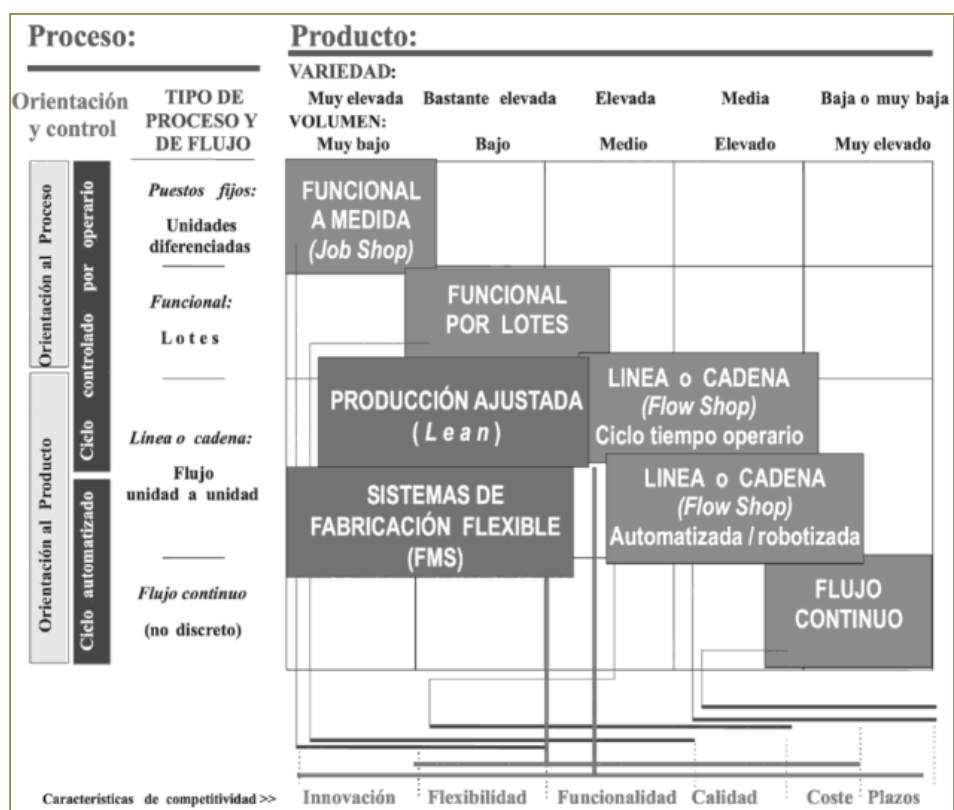 Proceso:
Producto:
VARIEDAD:
Orientación
y control
TIPO DE
PROCESO Y
DE FLUJO
Muy elevada
Bastante elevada
Elevada
Media
Baja o muy baja
VOLUMEN:
Muy bajo
Bajo
Medio
Elevado
Muy elevado
Orientación al Proceso
Orientación al Producto
Ciclo controlado por operario
Ciclo automatizado
Puestos fijos:
Unidades
diferenciadas
Funcional:
Lotes
Línea o cadena:
Flujo
unidad a unidad
Flujo continuo
(no discreto)
FUNCIONAL
A MEDIDA
(Job Shop)
FUNCIONAL
POR LOTES
PRODUCCIÓN AJUSTADA
(Lean)
LINEA o CADENA
(Flow Shop)
Ciclo tiempo operario
SISTEMAS DE
FABRICACIÓN FLEXIBLE
(FMS)
LINEA o CADENA
(Flow Shop)
Automatizada / robotizada
FLUJO
CONTINUO
Características de competitividad >>
Innovación
Flexibilidad
Funcionalidad
Calidad
Coste
Plazos